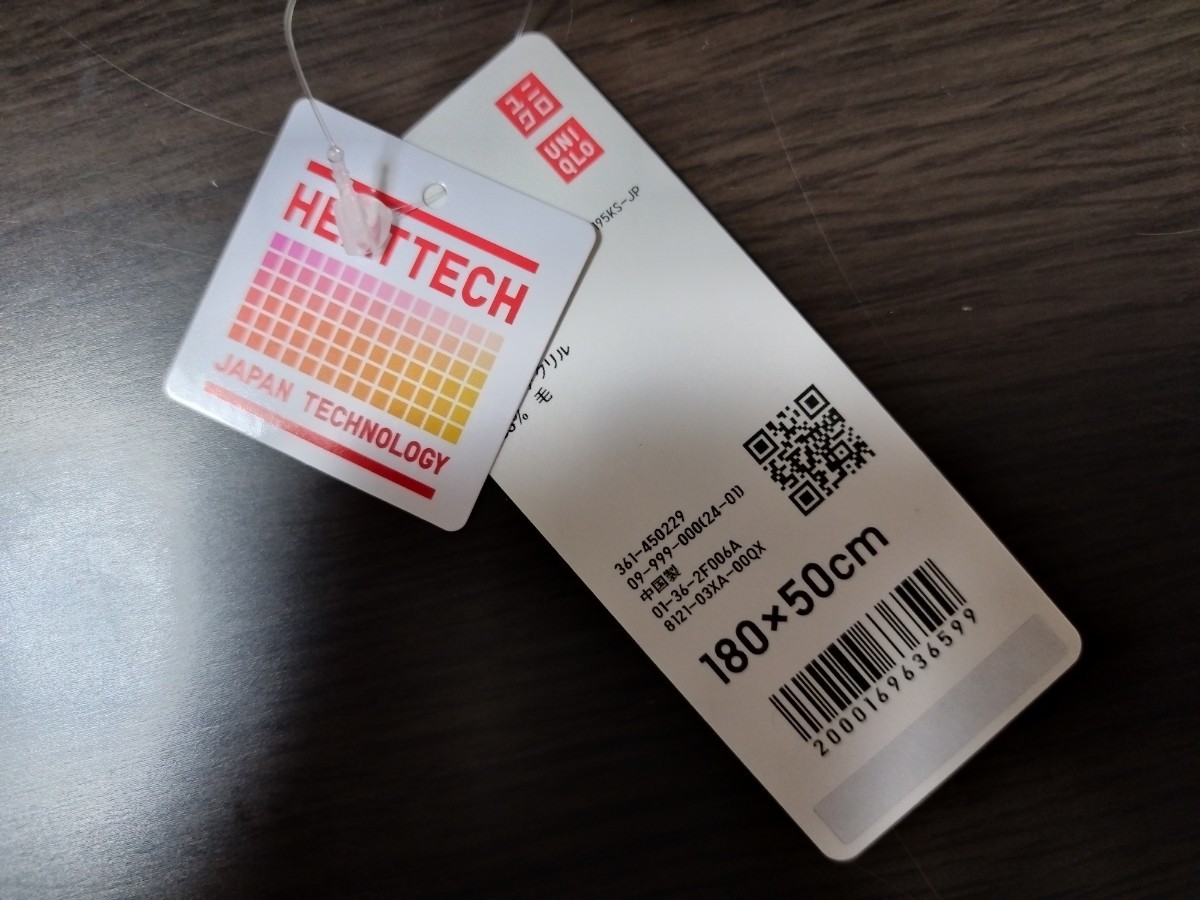 HEATTECH
JAPAN TECHNOLOGY
ユニ
クロ
UNI
QLO
95KS-JP
クリル
% 毛
361-450229
09-999-000(24-01)
中国製
01-36-2F006A
8121-03XA-00QX
180×50cm
2000169636599